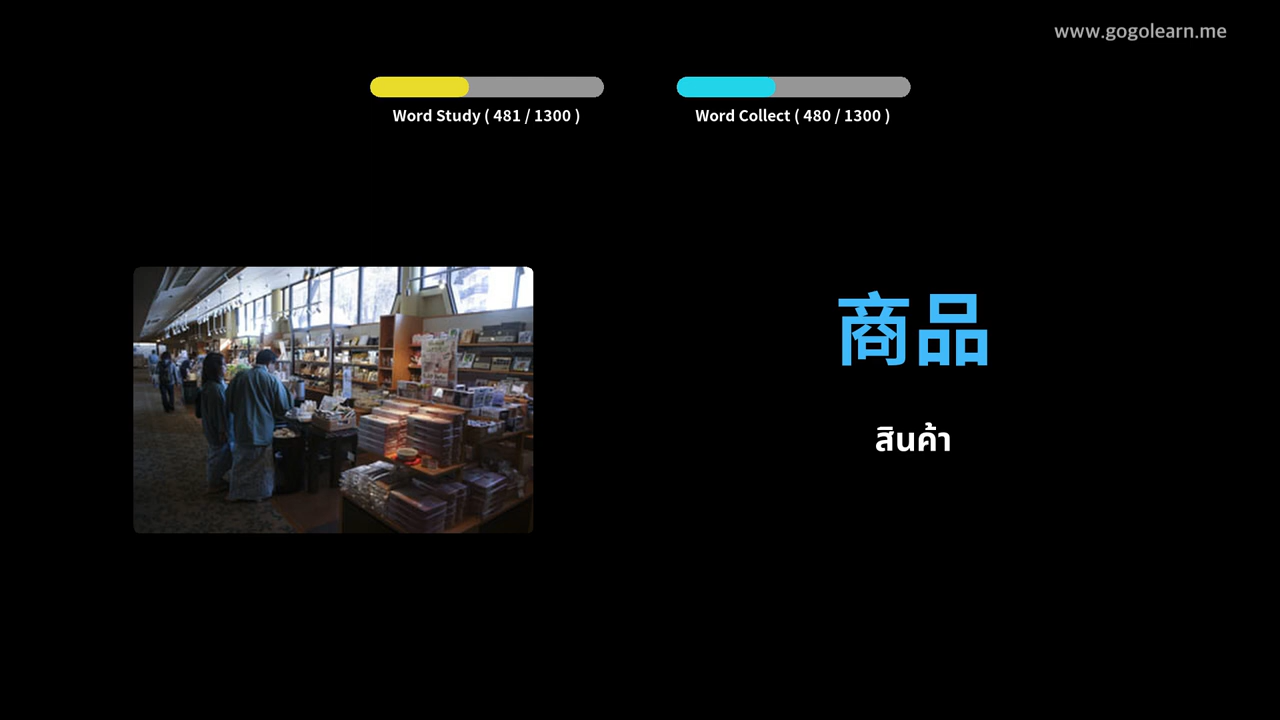 www.gogolearn.me
Word Study ( 481 / 1300 )
Word Collect ( 480 / 1300 )
商品
สินค้า